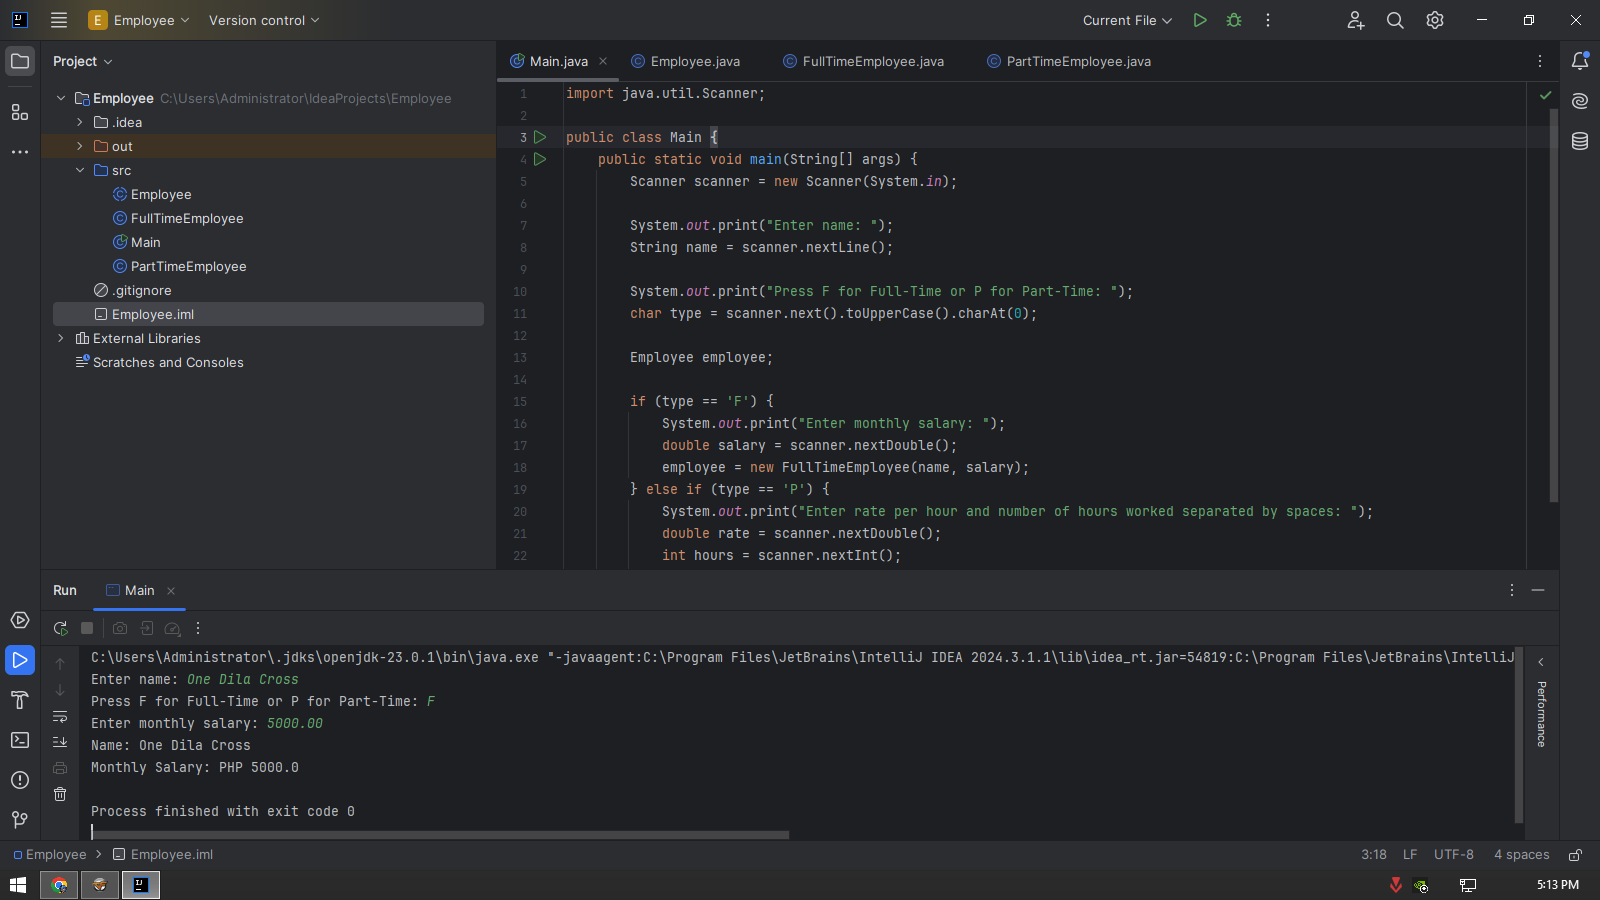 E Employee Version control Current File
Project
Main.java Employee.java FullTimeEmployee.java PartTimeEmployee.java
Employee C:\Users\Administrator\IdeaProjects\Employee
.idea
out
src
Employee
FullTimeEmployee
Main
PartTimeEmployee
.gitignore
Employee.iml
External Libraries
Scratches and Consoles
1 import java.util.Scanner;
2
3 public class Main {
4 public static void main(String[] args) {
5 Scanner scanner = new Scanner(System.in);
6
7 System.out.print("Enter name: ");
8 String name = scanner.nextLine();
9
10 System.out.print("Press F for Full-Time or P for Part-Time: ");
11 char type = scanner.next().toUpperCase().charAt(0);
12
13 Employee employee;
14
15 if (type == 'F') {
16 System.out.print("Enter monthly salary: ");
17 double salary = scanner.nextDouble();
18 employee = new FullTimeEmployee(name, salary);
19 } else if (type == 'P') {
20 System.out.print("Enter rate per hour and number of hours worked separated by spaces: ");
21 double rate = scanner.nextDouble();
22 int hours = scanner.nextInt();
Run Main
C:\Users\Administrator\.jdks\openjdk-23.0.1\bin\java.exe "-javaagent:C:\Program Files\JetBrains\IntelliJ IDEA 2024.3.1.1\lib\idea_rt.jar=54819:C:\Program Files\JetBrains\IntelliJ
Enter name: One Dila Cross
Press F for Full-Time or P for Part-Time: F
Enter monthly salary: 5000.00
Name: One Dila Cross
Monthly Salary: PHP 5000.0
Process finished with exit code 0
Performance
Employee Employee.iml 3:18 LF UTF-8 4 spaces
5:13 PM